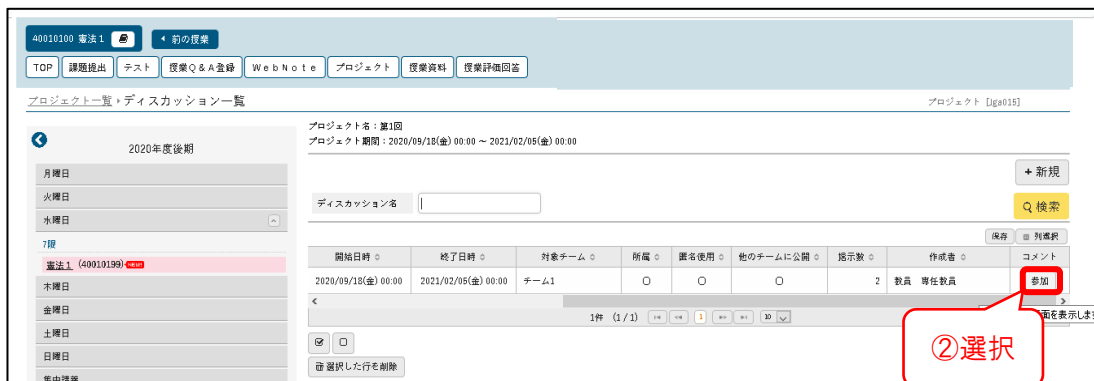 40010100 憲法1 前の授業
TOP 課題提出 テスト 授業Q&A登録 WebNote プロジェクト 授業資料 授業評価回答
プロジェクト一覧 ▸ ディスカッション一覧 プロジェクト [Jga015]
2020年度後期
月曜日
火曜日
水曜日
7限
憲法1 (40010199)
木曜日
金曜日
土曜日
日曜日
集中講義
プロジェクト名:第1回
プロジェクト期間:2020/09/18(金) 00:00 ~ 2021/02/05(金) 00:00
+ 新規
ディスカッション名 検索
保存 列選択
開始日時 終了日時 対象チーム 所属 匿名使用 他のチームに公開 掲示数 作成者 コメント
2020/09/18(金) 00:00 2021/02/05(金) 00:00 チーム1 ○ ○ ○ 2 教員 専任教員 参加
1件 (1/1) 1 10
面を表示しま
選択した行を削除
②選択